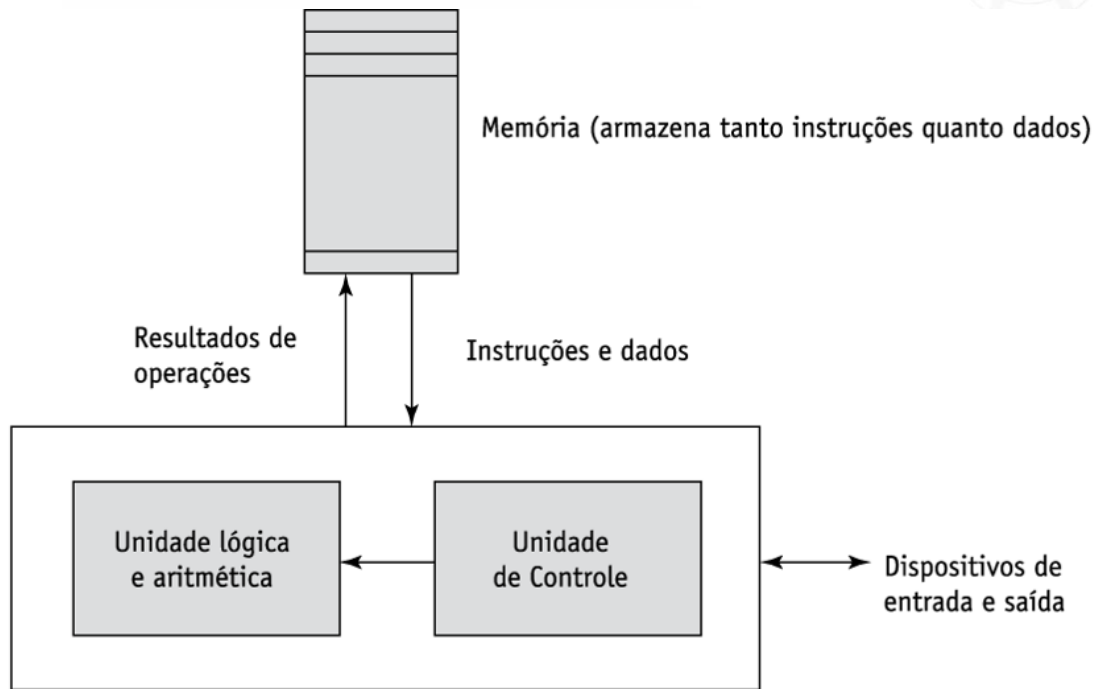 Memória (armazena tanto instruções quanto dados)
Resultados de
operações
Instruções e dados
Unidade lógica
e aritmética
Unidade
de Controle
Dispositivos de
entrada e saída